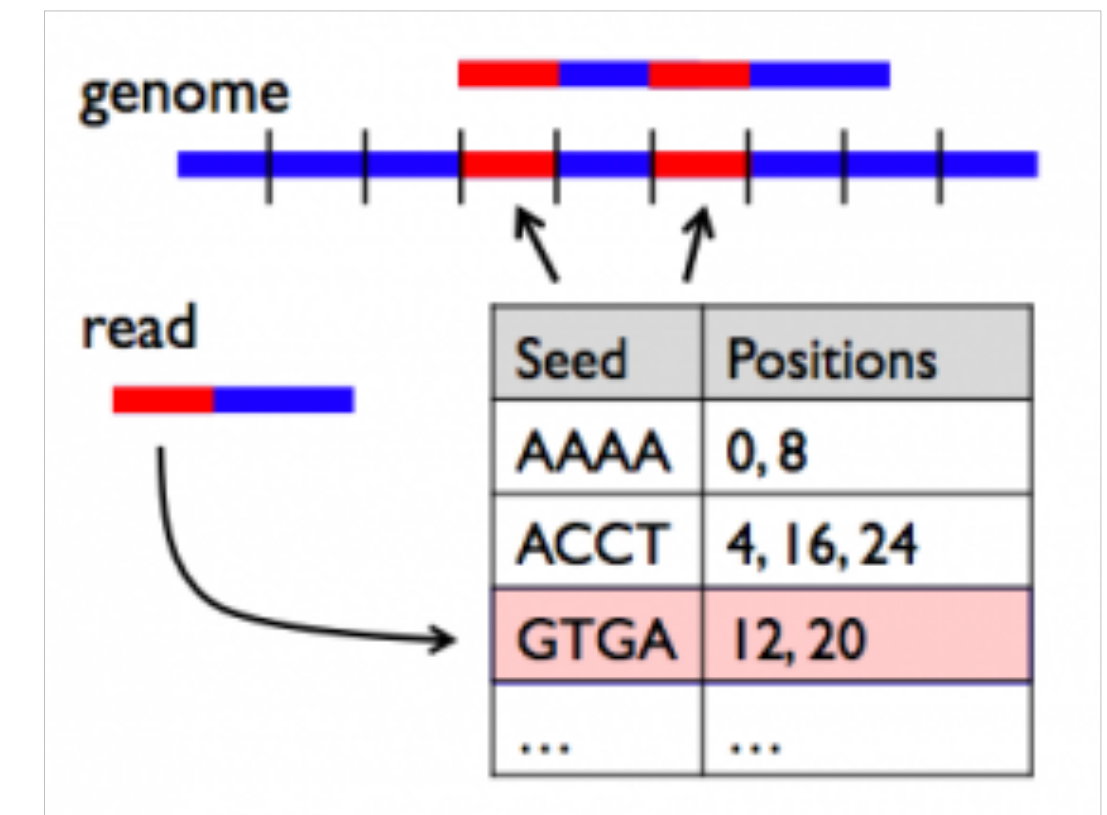 genome
read
Seed Positions
AAAA 0, 8
ACCT 4, 16, 24
GTGA 12, 20
... ...